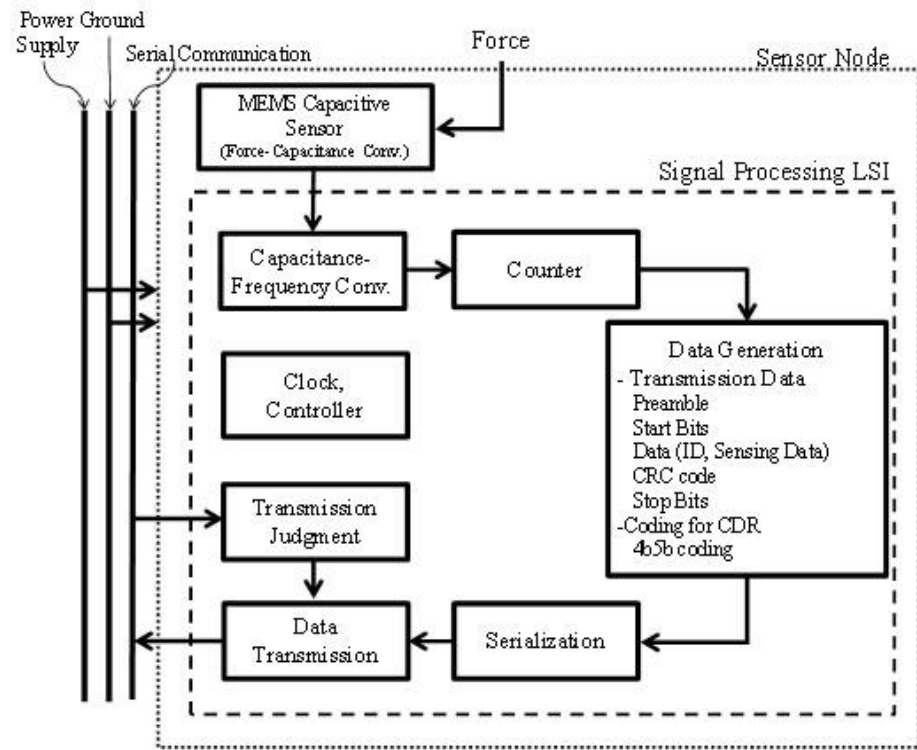 Power Ground
Supply
Serial Communication
Force
Sensor Node
MEMS Capacitive
Sensor
(Force- Capacitance Conv.)
Signal Processing LSI
Capacitance-
Frequency Conv.
Counter
Data Generation
- Transmission Data
Preamble
Start Bits
Data (ID, Sensing Data)
CRC code
Stop Bits
-Coding for CDR
4b5b coding
Clock,
Controller
Transmission
Judgment
Data
Transmission
Serialization